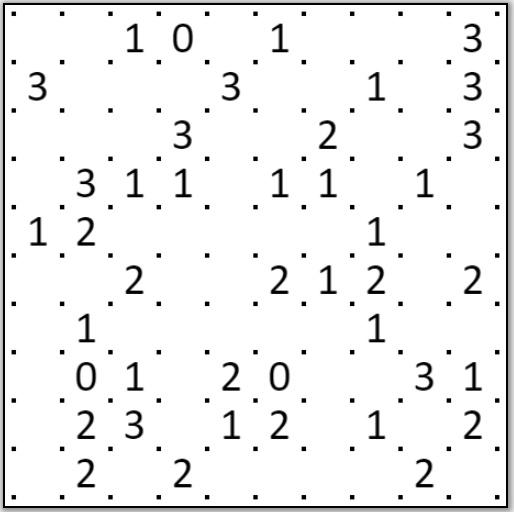 1 0 1 3
3 3 1 3
3 2 3
3 1 1 1 1 1
1 2 1
2 2 1 2 2
1 1
0 1 2 0 3 1
2 3 1 2 1 2
2 2 2